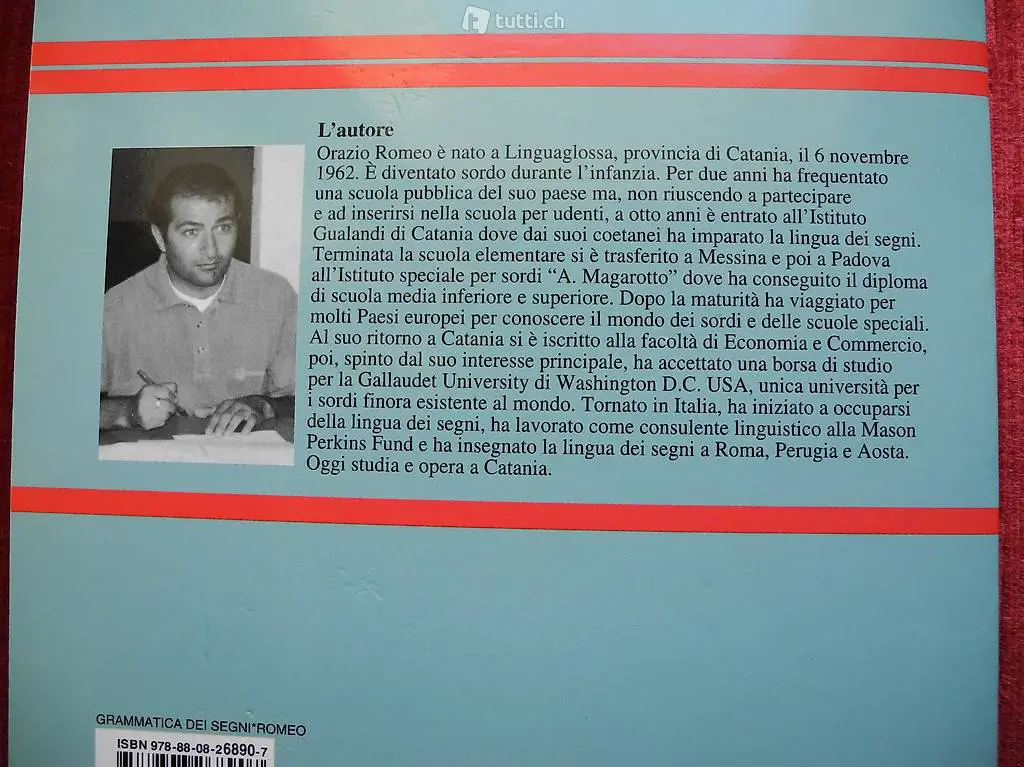 tutti.ch
L'autore
Orazio Romeo è nato a Linguaglossa, provincia di Catania, il 6 novembre
1962. È diventato sordo durante l'infanzia. Per due anni ha frequentato
una scuola pubblica del suo paese ma, non riuscendo a partecipare
e ad inserirsi nella scuola per udenti, a otto anni è entrato all'Istituto
Gualandi di Catania dove dai suoi coetanei ha imparato la lingua dei segni.
Terminata la scuola elementare si è trasferito a Messina e poi a Padova
all'Istituto speciale per sordi “A. Magarotto” dove ha conseguito il diploma
di scuola media inferiore e superiore. Dopo la maturità ha viaggiato per
molti Paesi europei per conoscere il mondo dei sordi e delle scuole speciali.
Al suo ritorno a Catania si è iscritto alla facoltà di Economia e Commercio,
poi, spinto dal suo interesse principale, ha accettato una borsa di studio
per la Gallaudet University di Washington D.C. USA, unica università per
i sordi finora esistente al mondo. Tornato in Italia, ha iniziato a occuparsi
della lingua dei segni, ha lavorato come consulente linguistico alla Mason
Perkins Fund e ha insegnato la lingua dei segni a Roma, Perugia e Aosta.
Oggi studia e opera a Catania.
GRAMMATICA DEI SEGNI*ROMEO
ISBN 978-88-08-26890-7